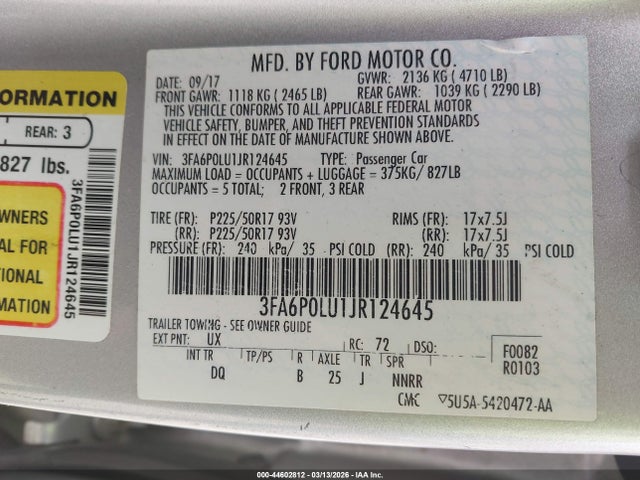 MFD. BY FORD MOTOR CO.
DATE: 09/17 GVWR: 2136 KG ( 4710 LB)
FRONT GAWR: 1118 KG ( 2465 LB) REAR GAWR: 1039 KG ( 2290 LB)
THIS VEHICLE CONFORMS TO ALL APPLICABLE FEDERAL MOTOR
VEHICLE SAFETY, BUMPER, AND THEFT PREVENTION STANDARDS
IN EFFECT ON THE DATE OF MANUFACTURE SHOWN ABOVE.
VIN: 3FA6P0LU1JR124645 TYPE: Passenger Car
MAXIMUM LOAD = OCCUPANTS + LUGGAGE = 375KG/ 827LB
OCCUPANTS = 5 TOTAL; 2 FRONT, 3 REAR
TIRE (FR): P225/50R17 93V RIMS (FR): 17x7.5J
(RR): P225/50R17 93V (RR): 17x7.5J
PRESSURE (FR): 240 kPa/ 35 PSI COLD (RR): 240 kPa/ 35 PSI COLD
3FA6P0LU1JR124645
TRAILER TOWING - SEE OWNER GUIDE
EXT PNT: UX RC: 72 DSO: F0082
R0103
INT TR TP/PS R AXLE TR SPR
DQ B 25 J NNRR
CMC ▽5U5A-5420472-AA
ORMATION
REAR: 3
827 lbs.
WNERS
AL FOR
TIONAL
RMATION
3FA6P0LU1JR124645
000-44602812 - 03/13/2026 - IAA Inc.